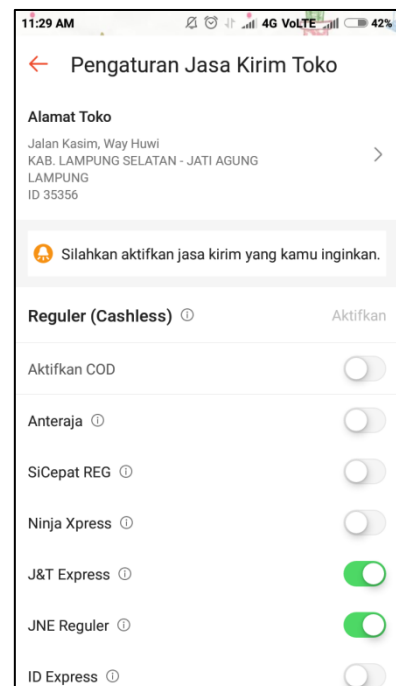 11:29 AM 4G VoLTE 42%
Pengaturan Jasa Kirim Toko
Alamat Toko
Jalan Kasim, Way Huwi
KAB. LAMPUNG SELATAN - JATI AGUNG
LAMPUNG
ID 35356
Silahkan aktifkan jasa kirim yang kamu inginkan.
Reguler (Cashless) Aktifkan
Aktifkan COD
Anteraja
SiCepat REG
Ninja Xpress
J&T Express
JNE Reguler
ID Express